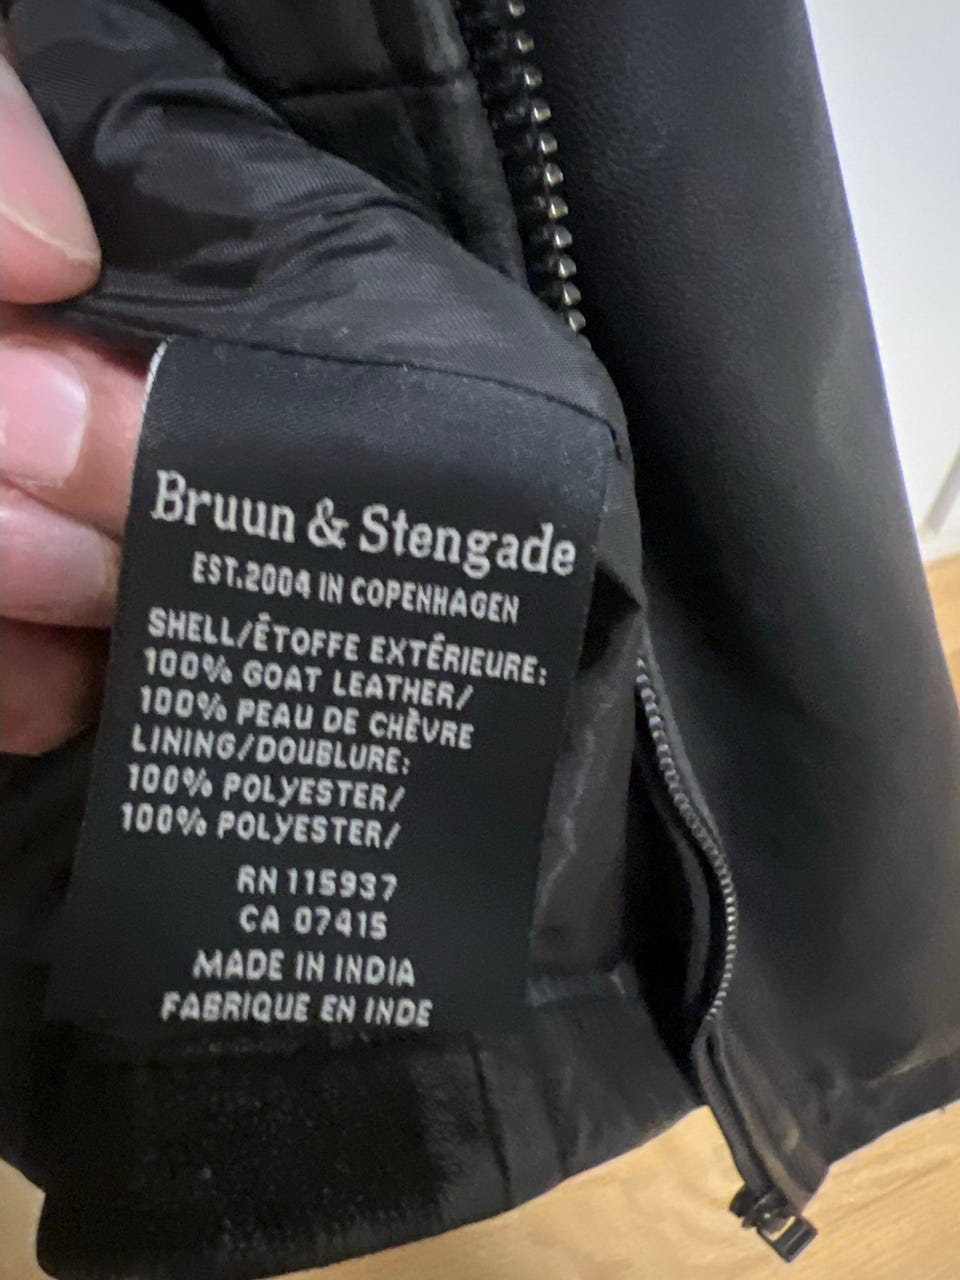 Bruun & Stengade
EST.2004 IN COPENHAGEN
SHELL/ÉTOFFE EXTÉRIEURE:
100% GOAT LEATHER/
100% PEAU DE CHÈVRE
LINING/DOUBLURE:
100% POLYESTER/
100% POLYESTER/
RN 115937
CA 07415
MADE IN INDIA
FABRIQUE EN INDE